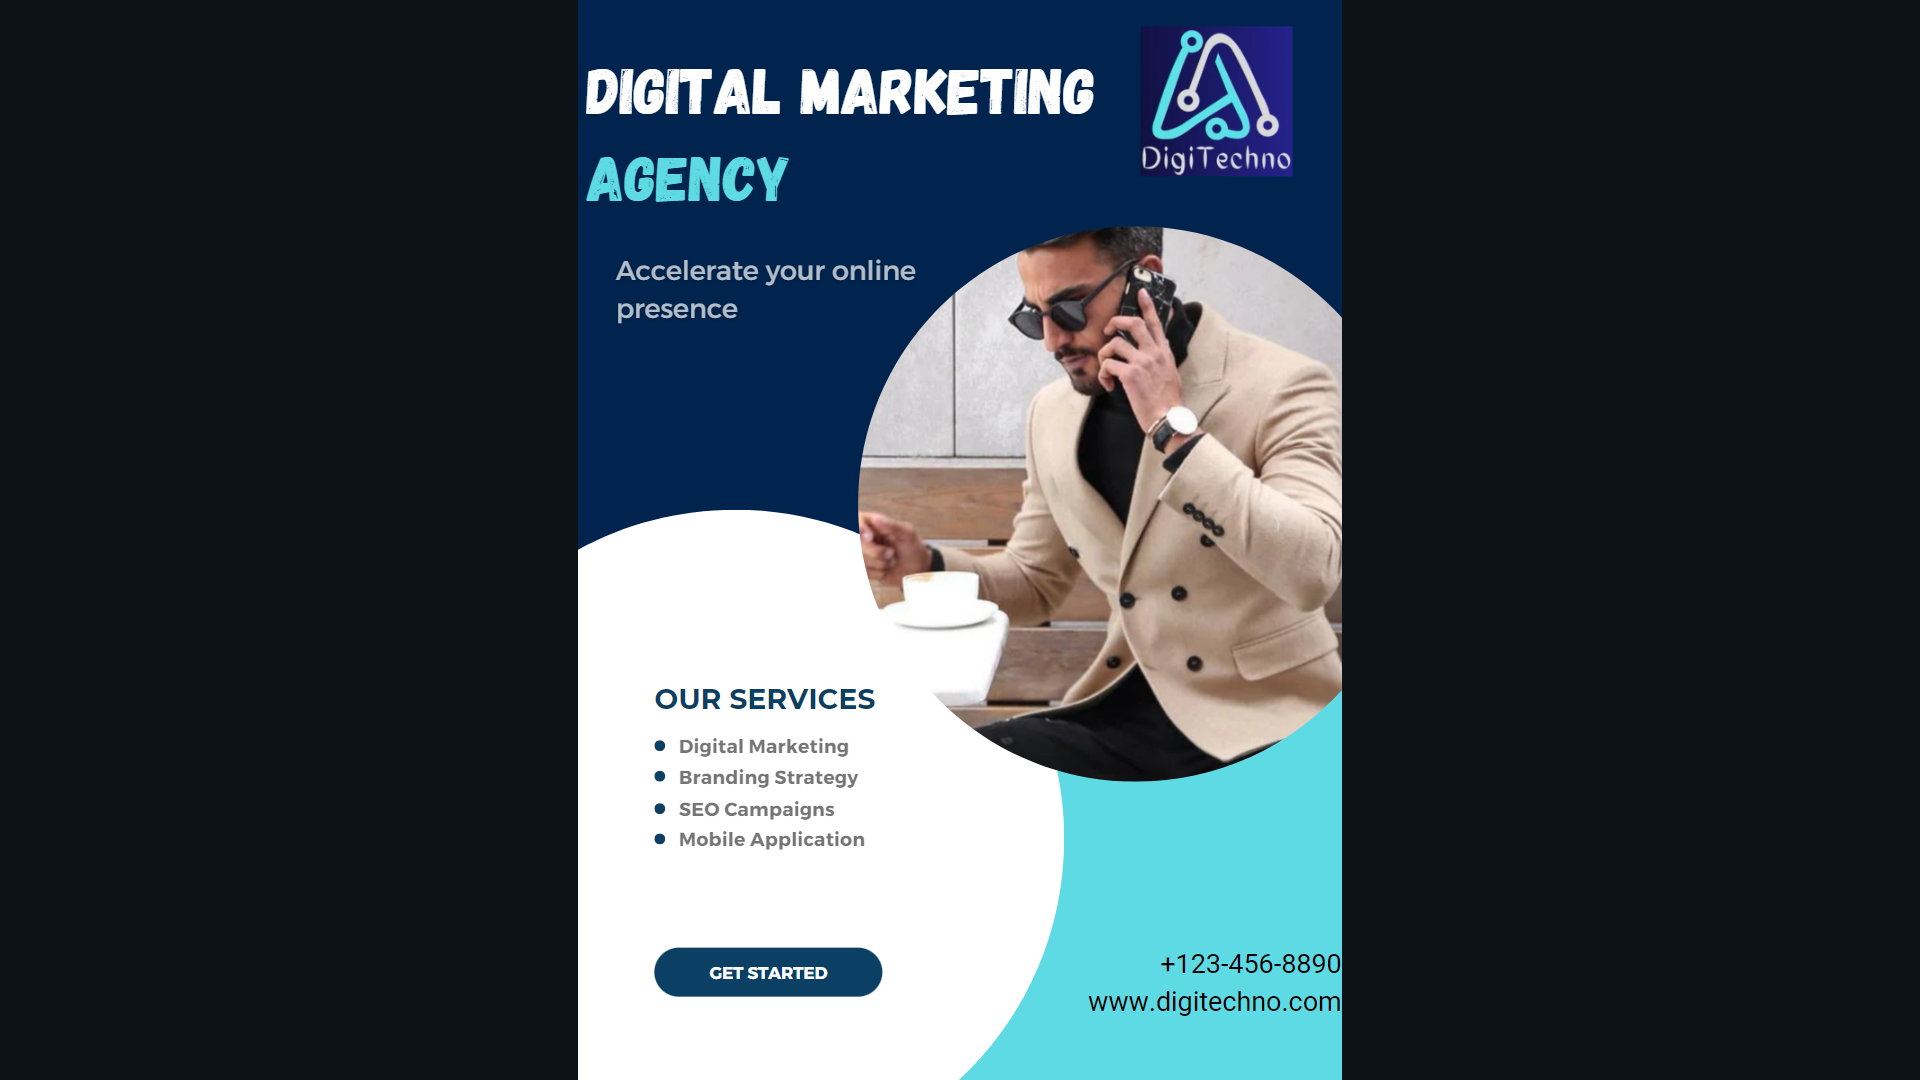 DIGITAL MARKETING
AGENCY
DigiTechno
Accelerate your online
presence
OUR SERVICES
Digital Marketing
Branding Strategy
SEO Campaigns
Mobile Application
GET STARTED
+123-456-8890
www.digitechno.com